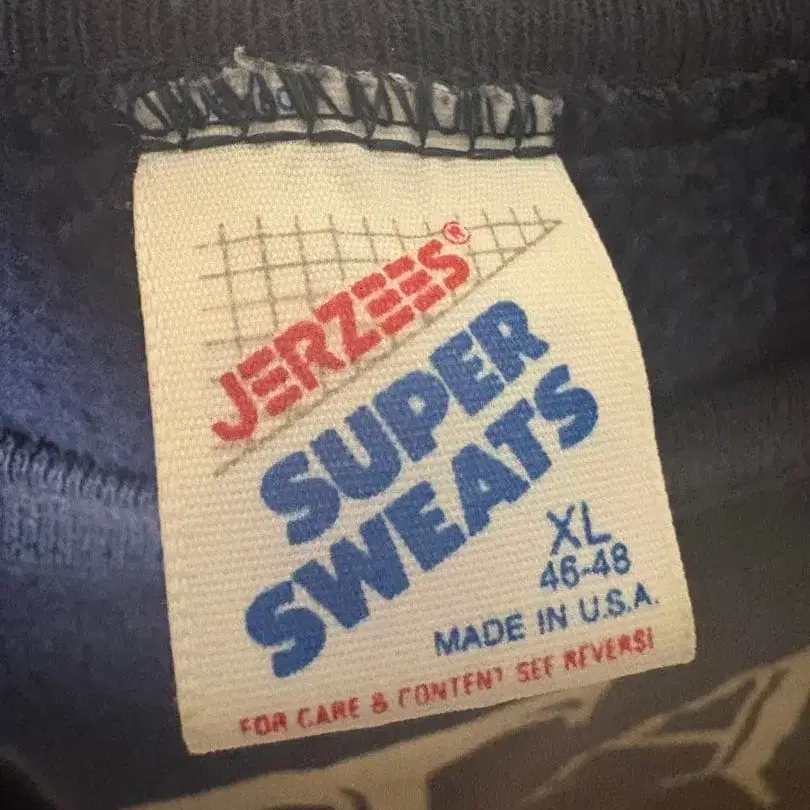 JERZEES®
SUPER
SWEATS
XL
46-48
MADE IN U.S.A.
FOR CARE & CONTENT SEE REVERSE